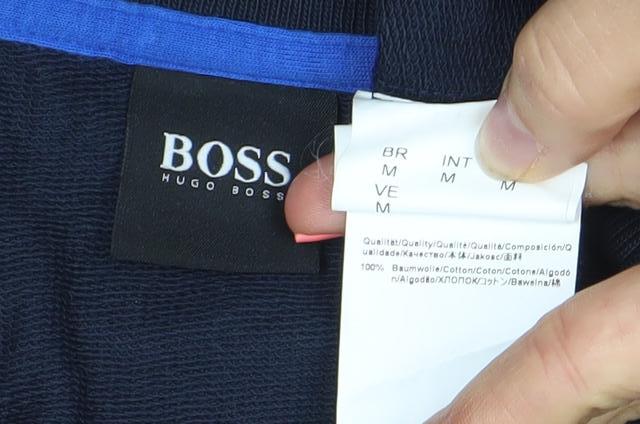 BOSS
HUGO BOSS
BR INT
M M M
VE
M
Qualität/Quality/Qualité/Qualità/Composición/Q
ualidade/Качество/本体/Jakosc/面料
100% Baumwolle/Cotton/Coton/Cotone/Algodó
n/Algodão/ХЛОПОК/コットン/Bawełna/棉